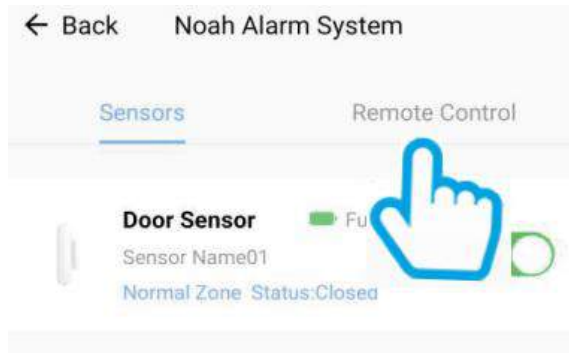 ← Back Noah Alarm System
Sensors Remote Control
Door Sensor
Sensor Name01
Normal Zone Status:Closed